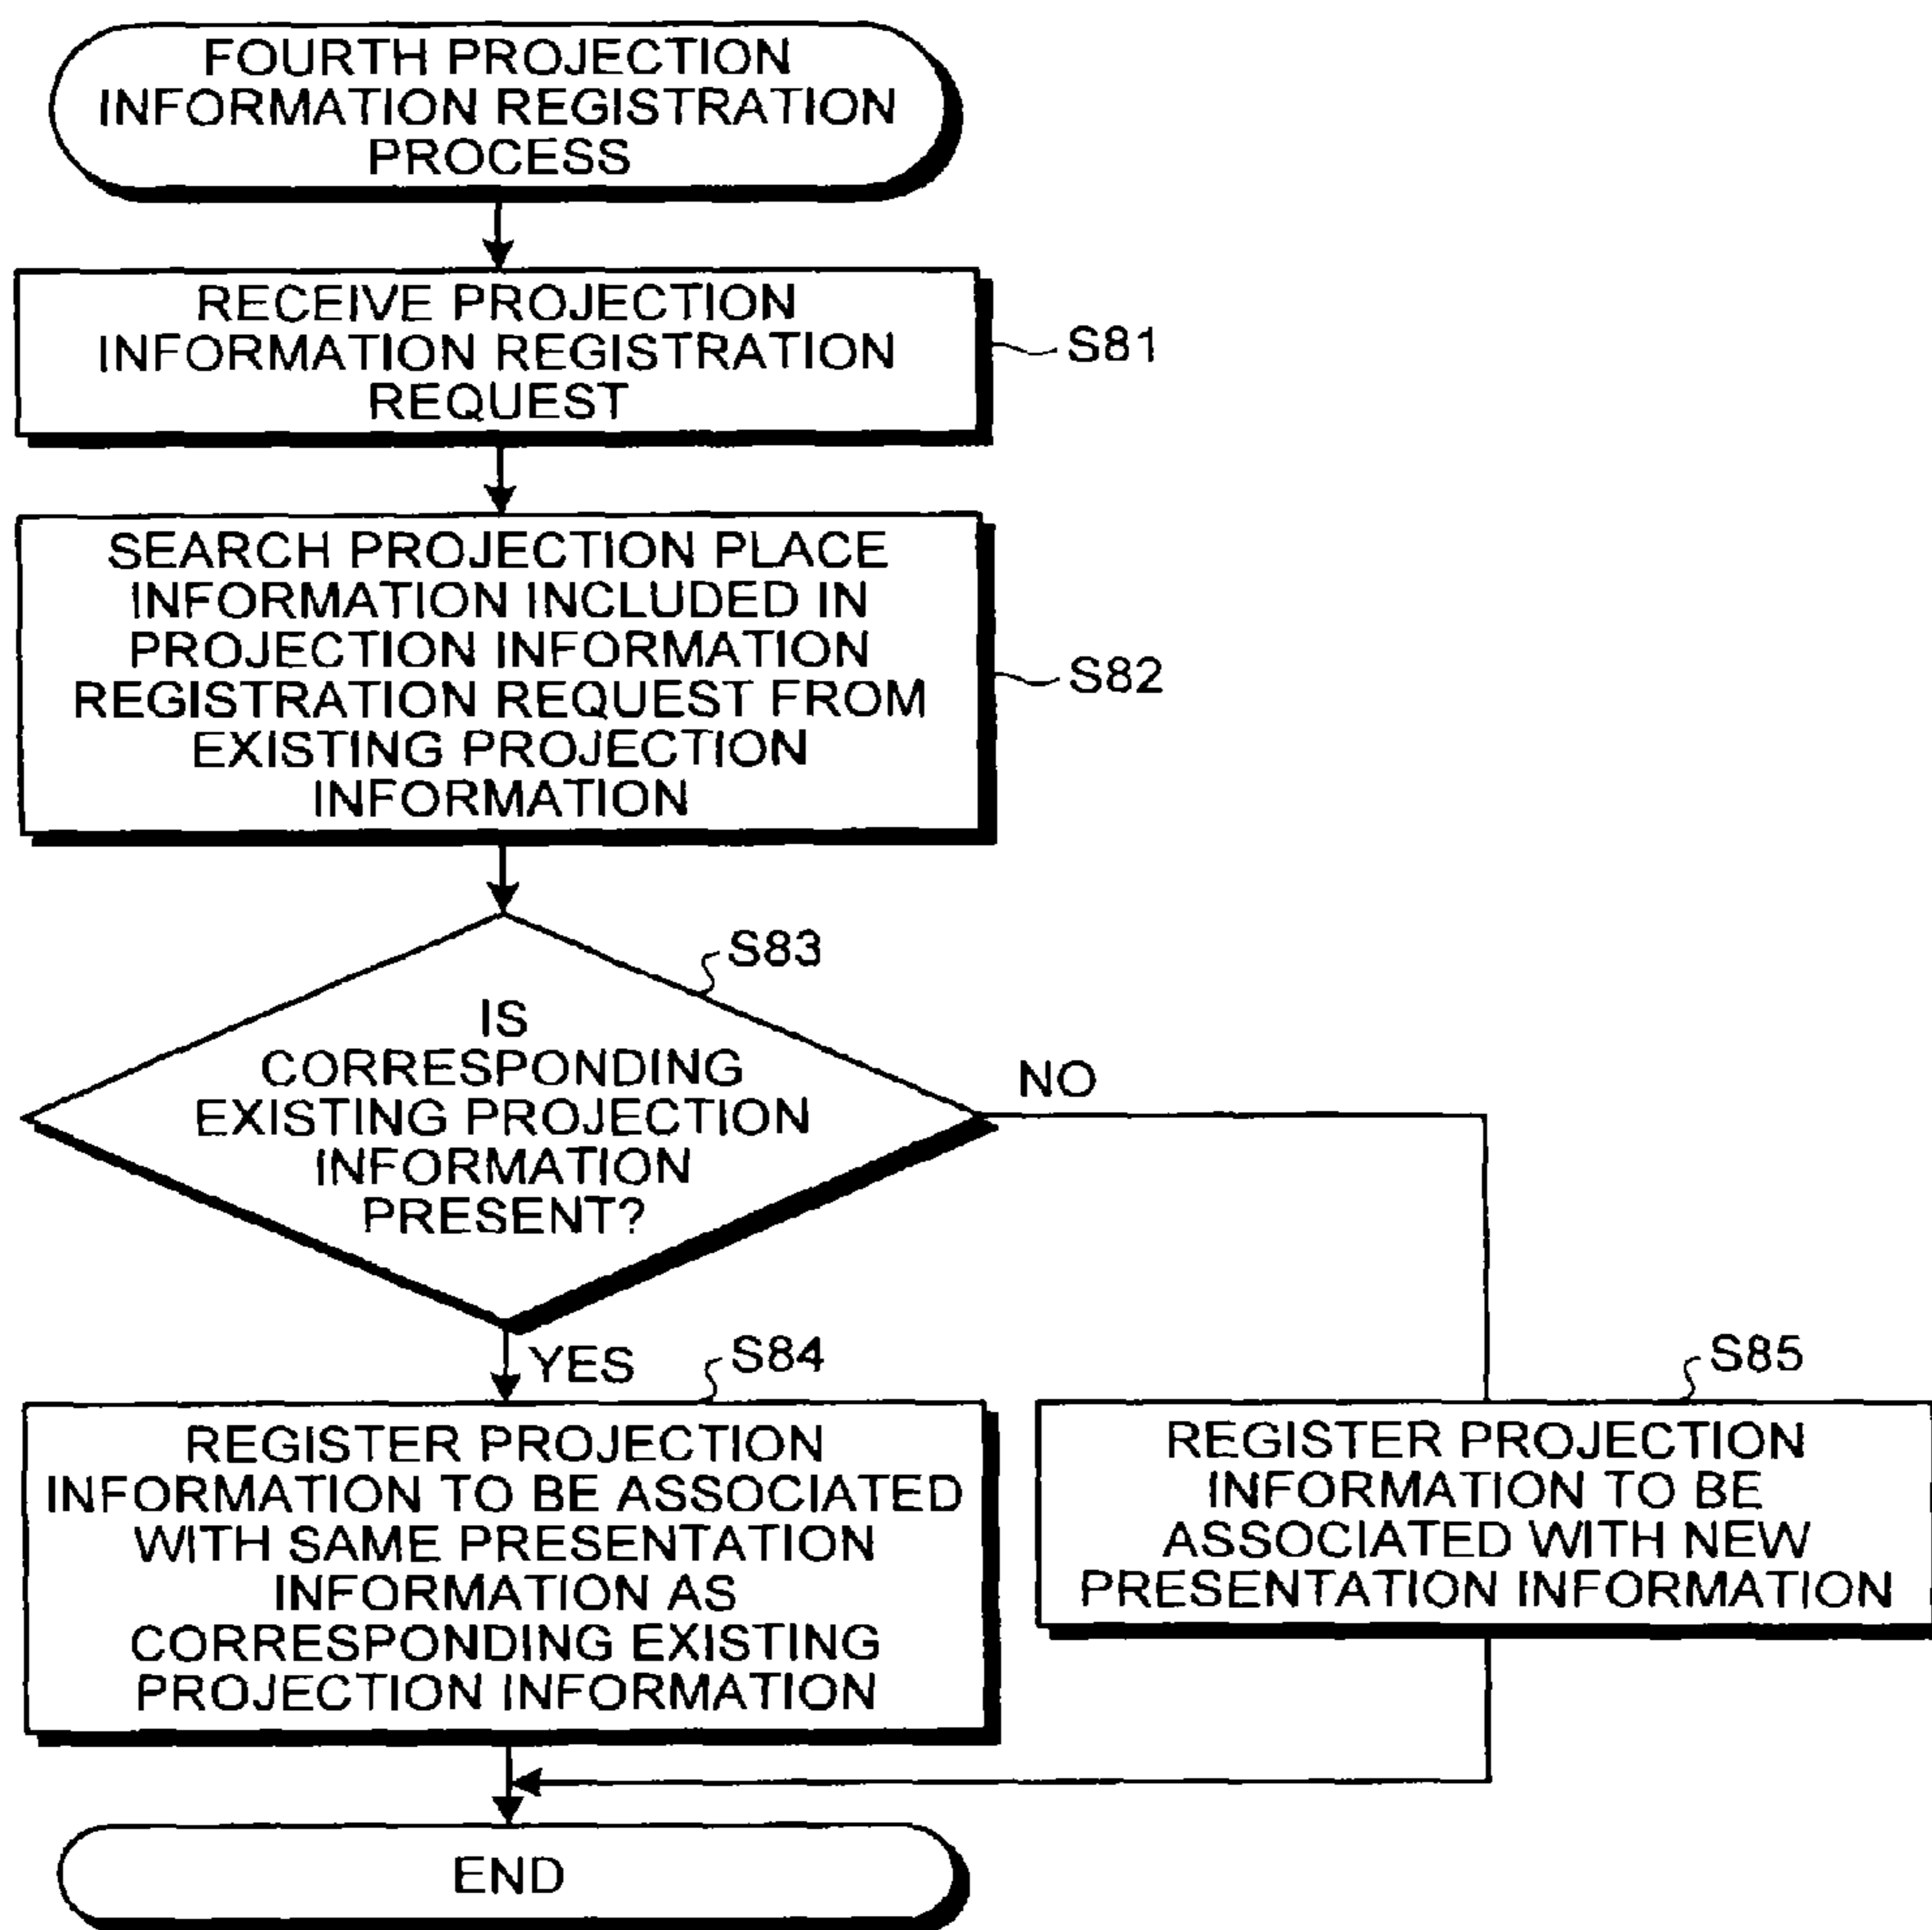 FOURTH PROJECTION
INFORMATION REGISTRATION
PROCESS
RECEIVE PROJECTION
INFORMATION REGISTRATION
REQUEST
S81
SEARCH PROJECTION PLACE
INFORMATION INCLUDED IN
PROJECTION INFORMATION
REGISTRATION REQUEST FROM
EXISTING PROJECTION
INFORMATION
S82
S83
IS
CORRESPONDING
EXISTING PROJECTION
INFORMATION
PRESENT?
NO
YES
S84
REGISTER PROJECTION
INFORMATION TO BE ASSOCIATED
WITH SAME PRESENTATION
INFORMATION AS
CORRESPONDING EXISTING
PROJECTION INFORMATION
S85
REGISTER PROJECTION
INFORMATION TO BE
ASSOCIATED WITH NEW
PRESENTATION INFORMATION
END